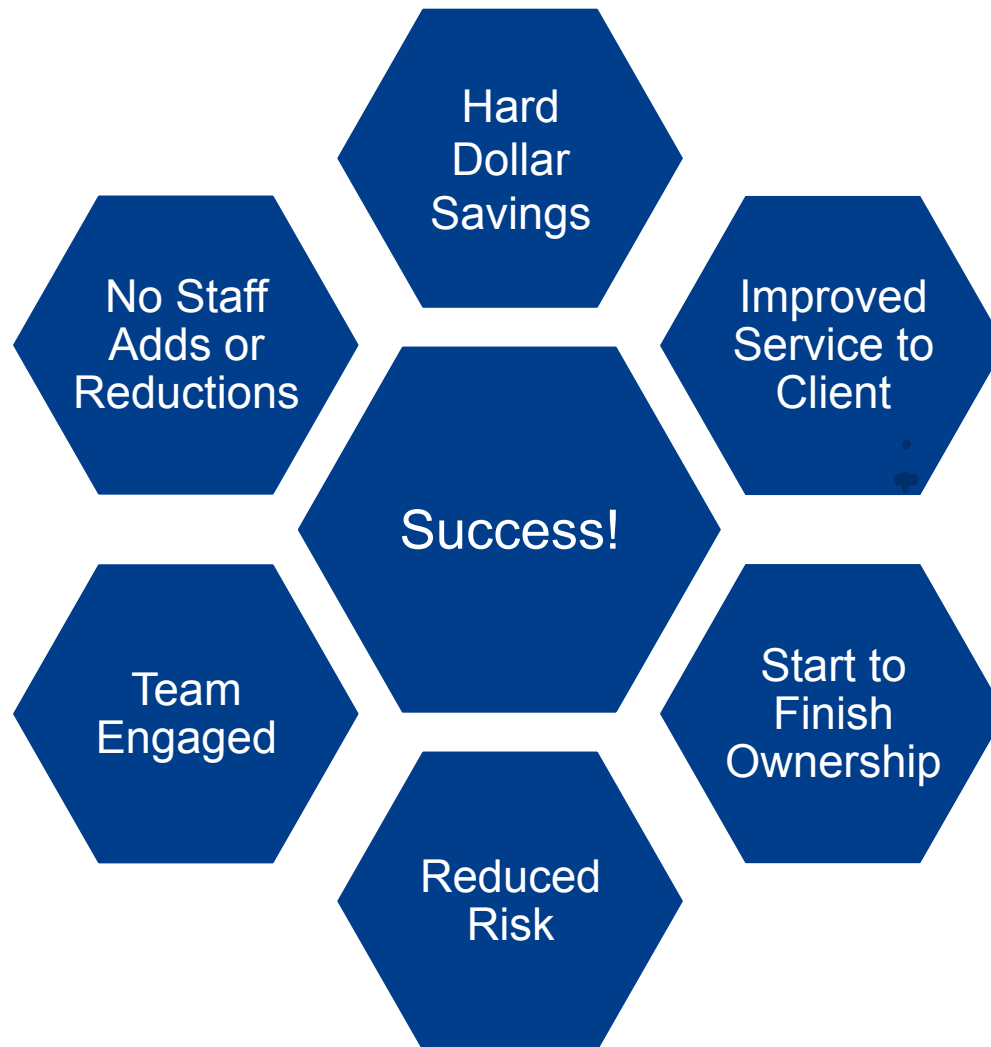 Hard
Dollar
Savings
Improved
Service to
Client
Start to
Finish
Ownership
Reduced
Risk
Team
Engaged
No Staff
Adds or
Reductions
Success!